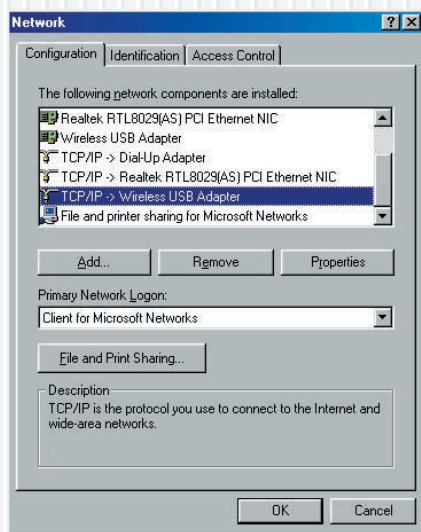 Network
Configuration Identification Access Control
The following network components are installed:
Realtek RTL8029(AS) PCI Ethernet NIC
Wireless USB Adapter
TCP/IP -> Dial-Up Adapter
TCP/IP -> Realtek RTL8029(AS) PCI Ethernet NIC
TCP/IP -> Wireless USB Adapter
File and printer sharing for Microsoft Networks
Add... Remove Properties
Primary Network Logon:
Client for Microsoft Networks
File and Print Sharing...
Description
TCP/IP is the protocol you use to connect to the Internet and
wide-area networks.
OK Cancel